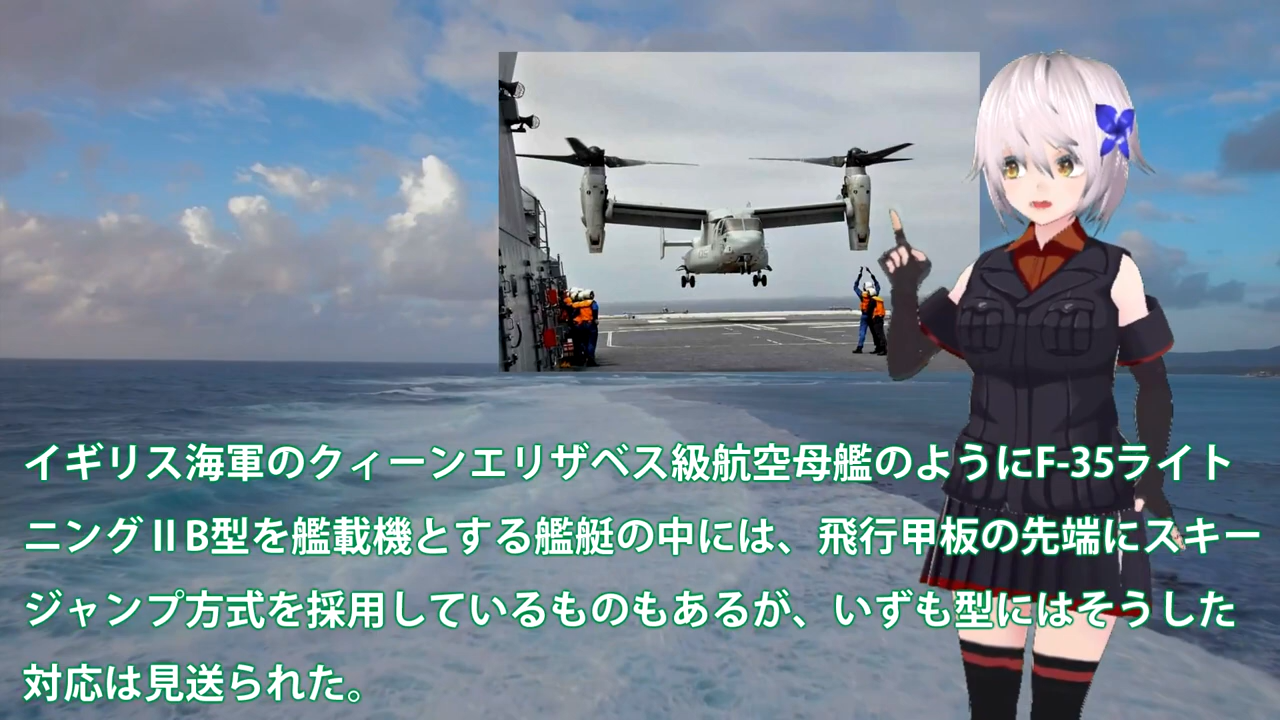 イギリス海軍のクィーンエリザベス級航空母艦のようにF-35ライト
ニングⅡB型を艦載機とする艦艇の中には、飛行甲板の先端にスキー
ジャンプ方式を採用しているものもあるが、いずも型にはそうした
対応は見送られた。